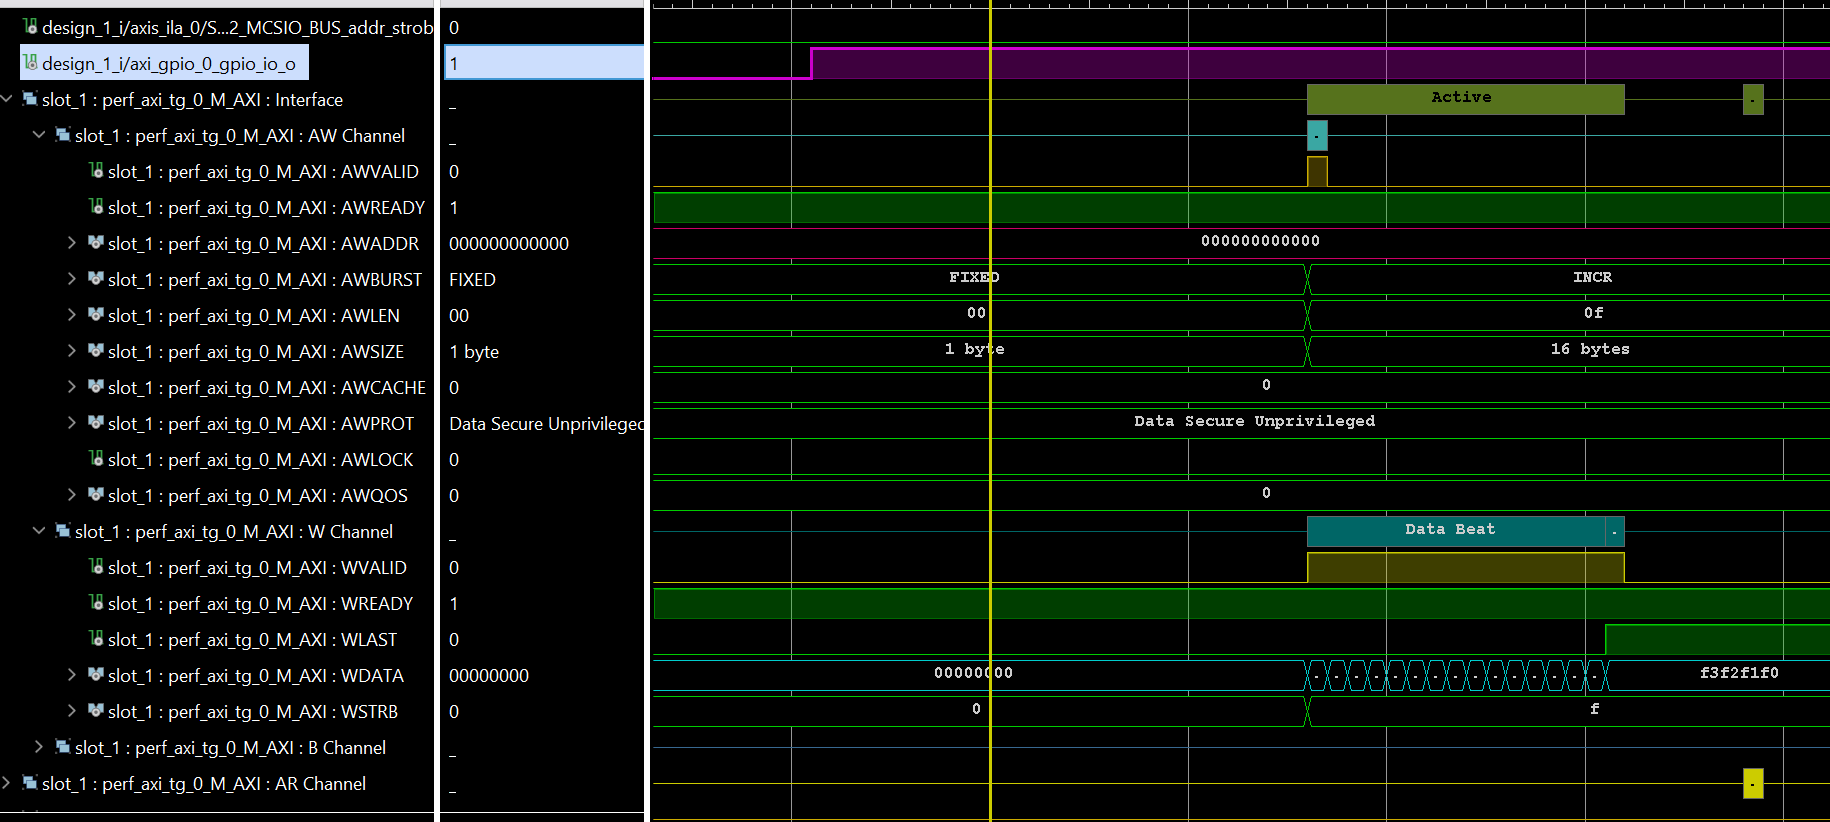 design_1_i/axis_ila_0/S...2_MCSIO_BUS_addr_strob 0
design_1_i/axi_gpio_0_gpio_io_o 1
slot_1 : perf_axi_tg_0_M_AXI : Interface _ Active .
slot_1 : perf_axi_tg_0_M_AXI : AW Channel _ .
slot_1 : perf_axi_tg_0_M_AXI : AWVALID 0
slot_1 : perf_axi_tg_0_M_AXI : AWREADY 1
slot_1 : perf_axi_tg_0_M_AXI : AWADDR 000000000000 000000000000
slot_1 : perf_axi_tg_0_M_AXI : AWBURST FIXED FIXED INCR
slot_1 : perf_axi_tg_0_M_AXI : AWLEN 00 00 0f
slot_1 : perf_axi_tg_0_M_AXI : AWSIZE 1 byte 1 byte 16 bytes
slot_1 : perf_axi_tg_0_M_AXI : AWCACHE 0 0
slot_1 : perf_axi_tg_0_M_AXI : AWPROT Data Secure Unprivileged Data Secure Unprivileged
slot_1 : perf_axi_tg_0_M_AXI : AWLOCK 0
slot_1 : perf_axi_tg_0_M_AXI : AWQOS 0 0
slot_1 : perf_axi_tg_0_M_AXI : W Channel _ Data Beat .
slot_1 : perf_axi_tg_0_M_AXI : WVALID 0
slot_1 : perf_axi_tg_0_M_AXI : WREADY 1
slot_1 : perf_axi_tg_0_M_AXI : WLAST 0
slot_1 : perf_axi_tg_0_M_AXI : WDATA 00000000 00000000 . . . . . . . . . . . . . . . f3f2f1f0
slot_1 : perf_axi_tg_0_M_AXI : WSTRB 0 0 f
slot_1 : perf_axi_tg_0_M_AXI : B Channel _
slot_1 : perf_axi_tg_0_M_AXI : AR Channel _ .